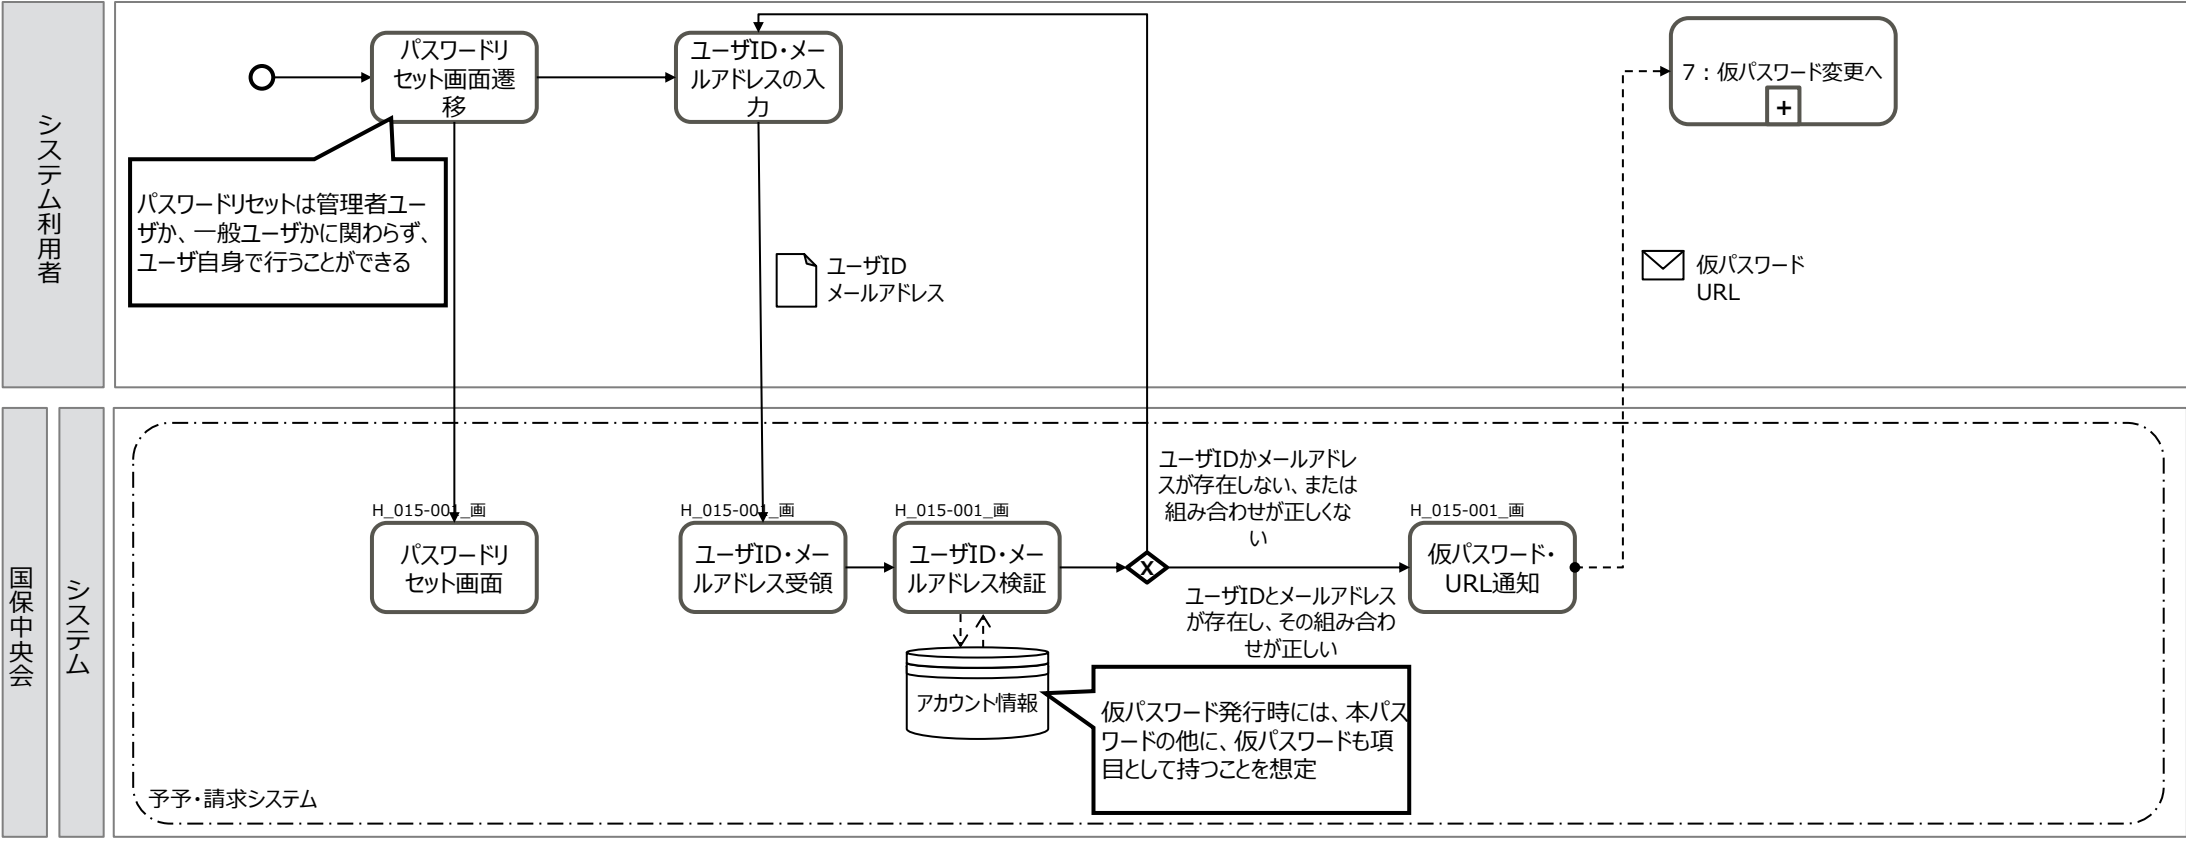 システム利用者
パスワードリ
セット画面遷
移
ユーザID・メー
ルアドレスの入
力
7：仮パスワード変更へ
+
パスワードリセットは管理者ユー
ザか、一般ユーザかに関わらず、
ユーザ自身で行うことができる
ユーザID
メールアドレス
仮パスワード
URL
国保中央会
システム
H_015-001_画
パスワードリ
セット画面
H_015-001_画
ユーザID・メー
ルアドレス受領
H_015-001_画
ユーザID・メー
ルアドレス検証
X
ユーザIDかメールアドレ
スが存在しない、または
組み合わせが正しくな
い
ユーザIDとメールアドレス
が存在し、その組み合わ
せが正しい
H_015-001_画
仮パスワード・
URL通知
アカウント情報
仮パスワード発行時には、本パス
ワードの他に、仮パスワードも項
目として持つことを想定
予予・請求システム